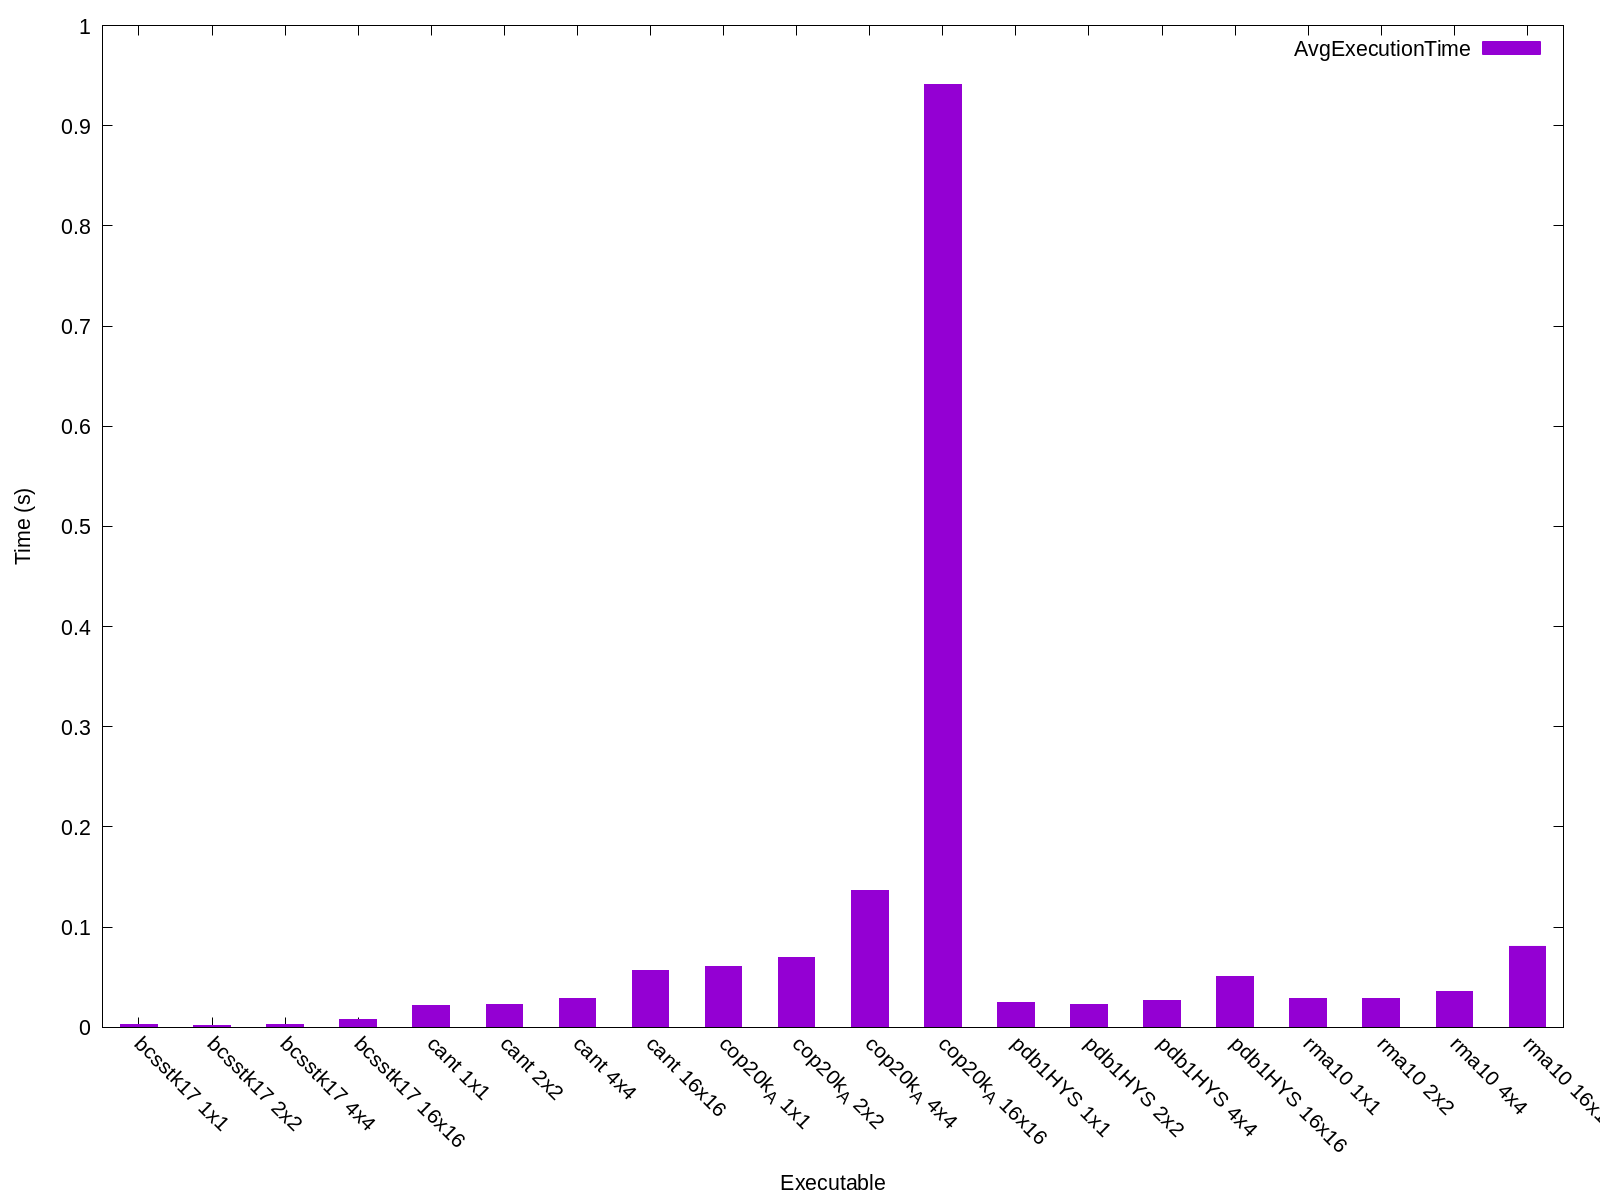 AvgExecutionTime
1
0.9
0.8
0.7
0.6
0.5
0.4
0.3
0.2
0.1
0
Time (s)
bcsstk17 1x1
bcsstk17 2x2
bcsstk17 4x4
bcsstk17 16x16
cant 1x1
cant 2x2
cant 4x4
cant 16x16
cop20kA 1x1
cop20kA 2x2
cop20kA 4x4
cop20kA 16x16
pdb1HYS 1x1
pdb1HYS 2x2
pdb1HYS 4x4
pdb1HYS 16x16
rma10 1x1
rma10 2x2
rma10 4x4
rma10 16x1
Executable